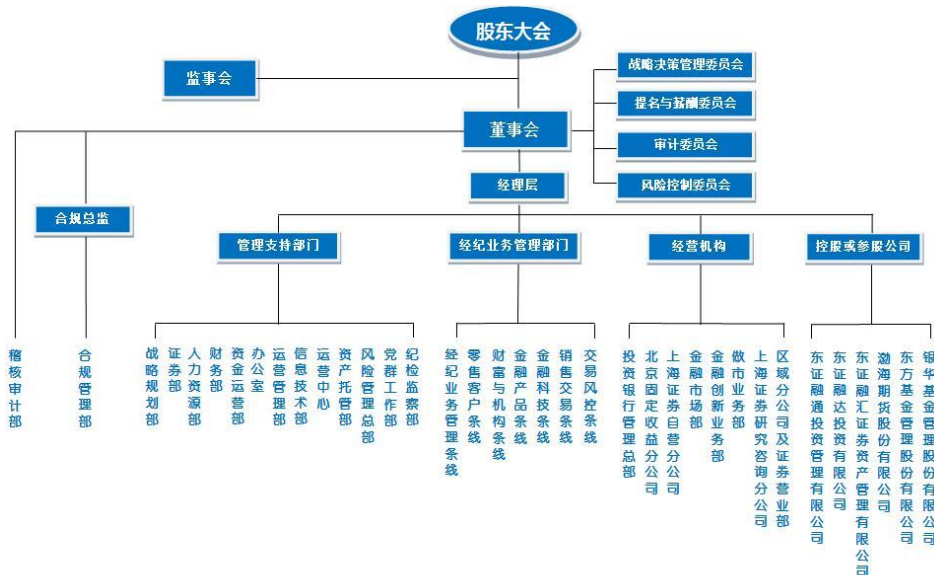 股东大会
监事会
战略决策管理委员会
提名与薪酬委员会
董事会
审计委员会
经理层
风险控制委员会
合规总监
管理支持部门
经纪业务管理部门
经营机构
控股或参股公司
稽核审计部
合规管理部
战略规划部
证券部
人力资源部
财务部
资金运营部
办公室
运营管理部
信息技术部
运营中心
资产托管部
风险管理总部
党群工作部
纪检监察部
经纪业务管理条线
零售客户条线
财富与机构条线
金融产品条线
金融科技条线
销售交易条线
交易风控条线
投资银行管理总部
北京固定收益分公司
上海证券自营分公司
金融市场部
金融创新业务部
做市业务部
上海证券研究咨询分公司
区域分公司及证券营业部
东证融通投资管理有限公司
东证融达投资有限公司
东证融汇证券资产管理有限公司
渤海期货股份有限公司
东方基金管理股份有限公司
银华基金管理股份有限公司